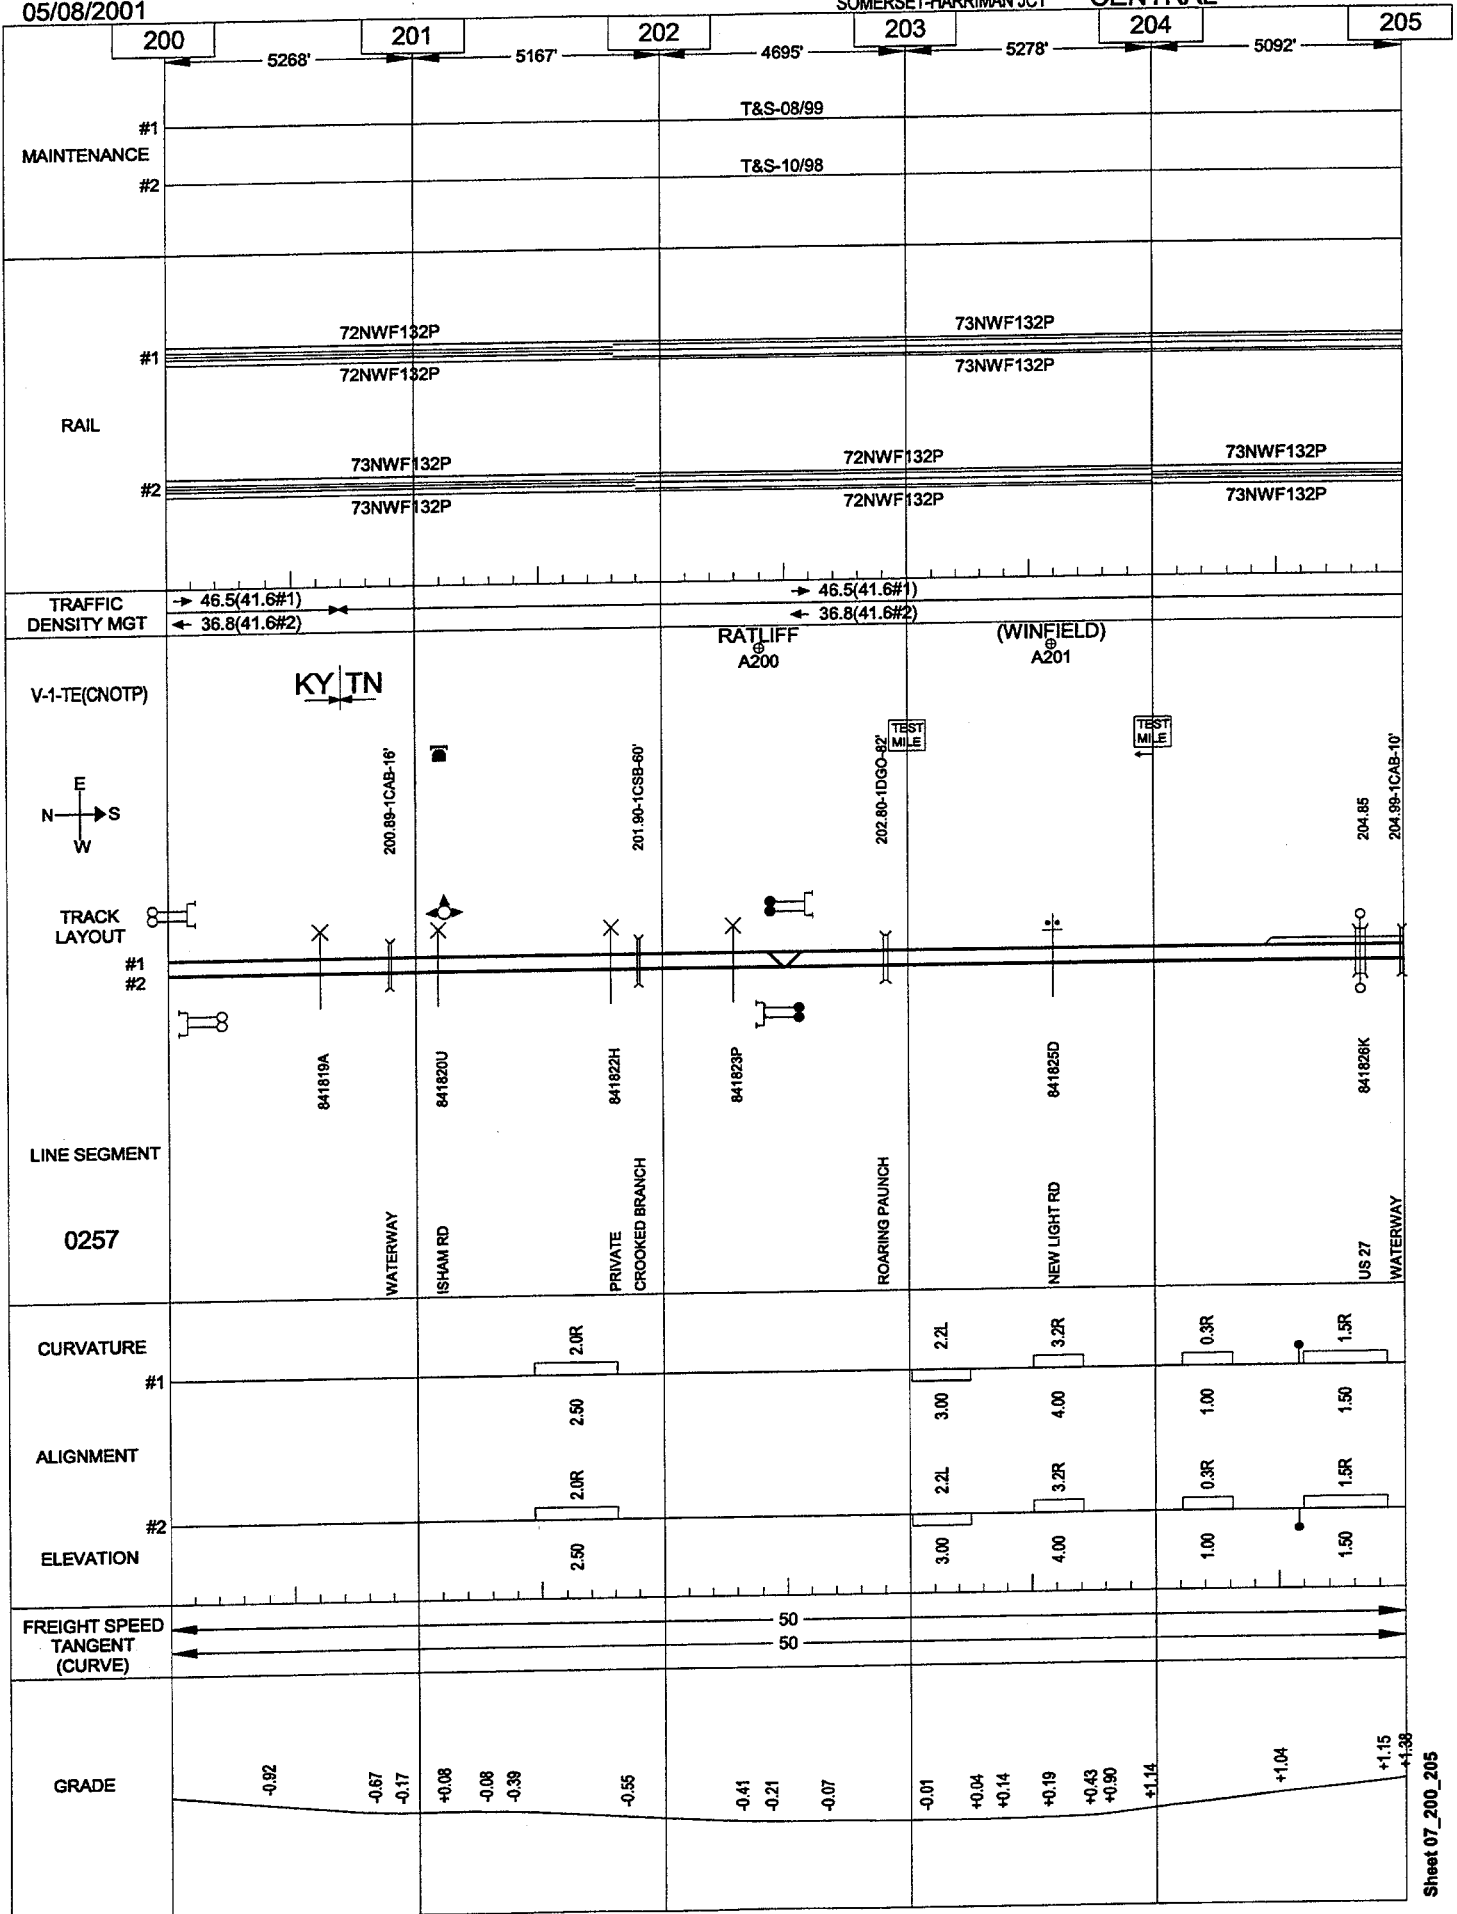 05/08/2001
SOMERSET-HARRIMAN JCT CENTRAL
200 201 202 203 204 205
5268' 5167' 4695' 5278' 5092'
MAINTENANCE
#1 T&S-08/99
#2 T&S-10/98
RAIL
72NWF132P 73NWF132P
#1
72NWF132P 73NWF132P
73NWF132P 72NWF132P 73NWF132P
#2
73NWF132P 72NWF132P 73NWF132P
TRAFFIC
DENSITY MGT
46.5(41.6#1) 46.5(41.6#1)
36.8(41.6#2) 36.8(41.6#2)
RATLIFF
A200
(WINFIELD)
A201
V-1-TE(CNOTP)
KY TN
TEST
MILE
TEST
MILE
200.89-1CAB-16'
201.90-1CSB-60'
202.80-1DGO-82'
204.85
204.99-1CAB-10'
E
N S
W
TRACK
LAYOUT
#1
#2
841819A
841820U
841822H
841823P
841825D
841826K
LINE SEGMENT
0257
WATERWAY
ISHAM RD
PRIVATE
CROOKED BRANCH
ROARING PAUNCH
NEW LIGHT RD
US 27
WATERWAY
CURVATURE
2.0R 2.2L 3.2R 0.3R 1.5R
#1
2.50 3.00 4.00 1.00 1.50
ALIGNMENT
2.0R 2.2L 3.2R 0.3R 1.5R
#2
ELEVATION
2.50 3.00 4.00 1.00 1.50
FREIGHT SPEED
TANGENT
(CURVE)
50
50
GRADE
-0.92 -0.67 -0.17 +0.08 -0.08 -0.39 -0.55 -0.41 -0.21 -0.07 -0.01 +0.04 +0.14 +0.19 +0.43 +0.90 +1.14 +1.04 +1.15 +1.38
Sheet 07_200_205